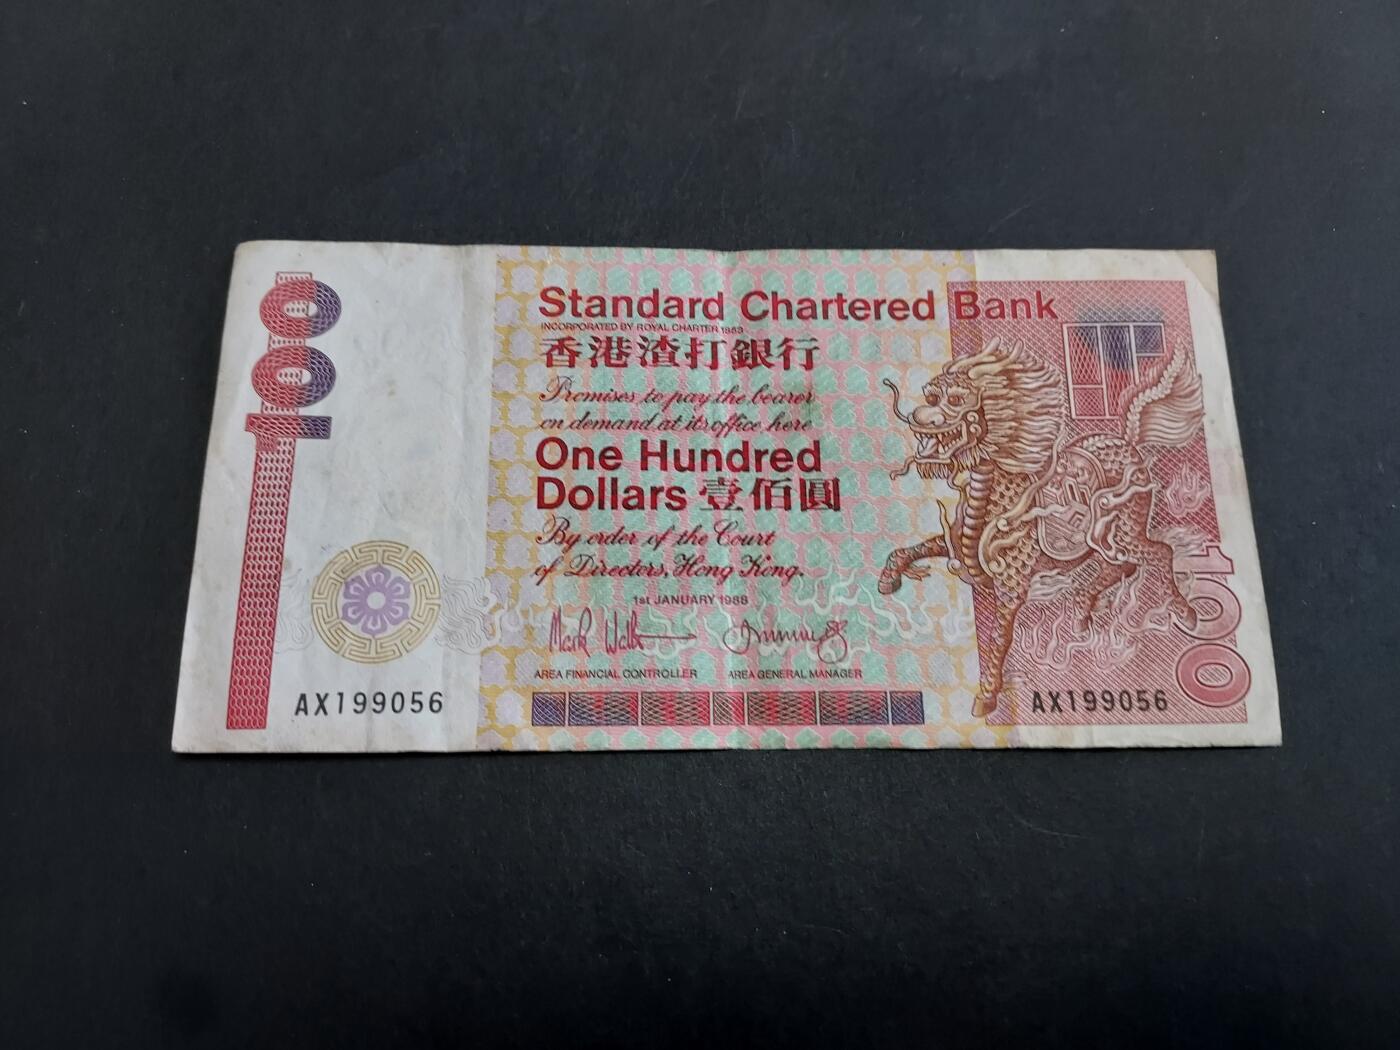 100
Standard Chartered Bank
INCORPORATED BY ROYAL CHARTER 1853
香港渣打銀行
Promises to pay the bearer
on demand at its office here
One Hundred
Dollars 壹佰圓
By order of the Court
of Directors, Hong Kong.
1st JANUARY 1988
AREA FINANCIAL CONTROLLER AREA GENERAL MANAGER
AX199056
AX199056
100